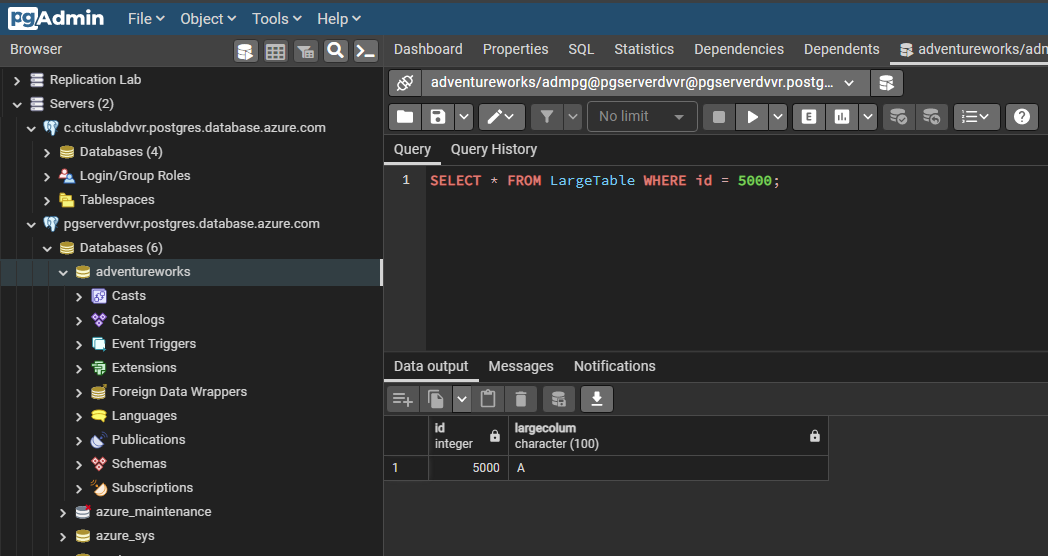 pgAdmin File Object Tools Help
Browser
Dashboard Properties SQL Statistics Dependencies Dependents adventureworks/adm
Replication Lab
Servers (2)
c.cituslabdvvr.postgres.database.azure.com
Databases (4)
Login/Group Roles
Tablespaces
pgserverdvvr.postgres.database.azure.com
Databases (6)
adventureworks
Casts
Catalogs
Event Triggers
Extensions
Foreign Data Wrappers
Languages
Publications
Schemas
Subscriptions
azure_maintenance
azure_sys
adventureworks/admpg@pgserverdvvr@pgserverdvvr.postg...
No limit
E
Query Query History
1 SELECT * FROM LargeTable WHERE id = 5000;
Data output Messages Notifications
id
integer
largecolum
character (100)
1 5000 A